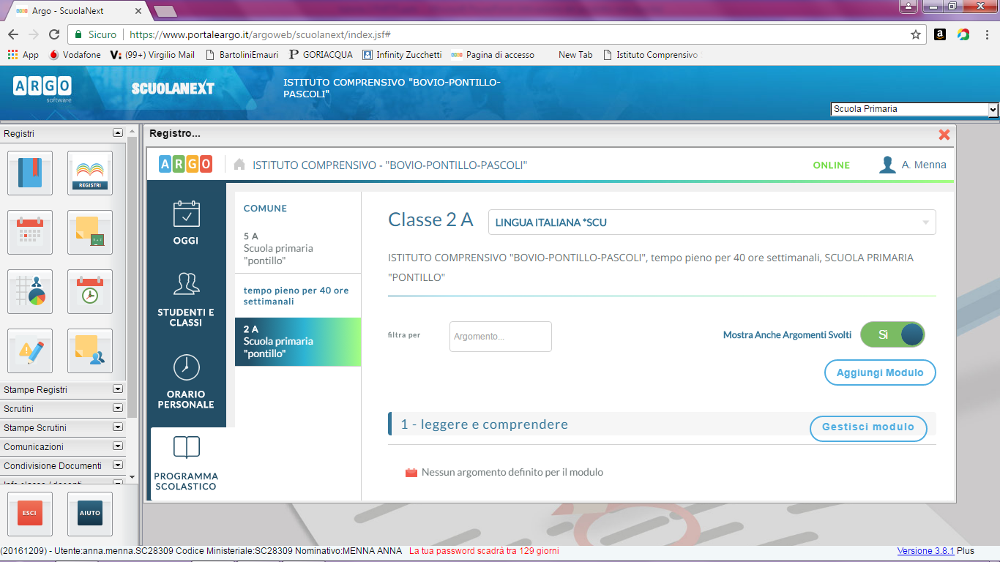 Argo - ScuolaNext
Sicuro
https://www.portaleargo.it/argoweb/scuolanext/index.jsf#
App
Vodafone
(99+) Virgilio Mail
BartoliniEmauri
GORIACQUA
Infinity Zucchetti
Pagina di accesso
New Tab
Istituto Comprensivo
ARGO
software
SCUOLANEXT
ISTITUTO COMPRENSIVO "BOVIO-PONTILLO-
PASCOLI"
Scuola Primaria
Registri
REGISTRI
Stampe Registri
Scrutini
Stampe Scrutini
Comunicazioni
Condivisione Documenti
Info classe / docenti
ESCI
AIUTO
Registro...
ARGO
ISTITUTO COMPRENSIVO - "BOVIO-PONTILLO-PASCOLI"
ONLINE
A. Menna
OGGI
STUDENTI E
CLASSI
ORARIO
PERSONALE
PROGRAMMA
SCOLASTICO
COMUNE
5 A
Scuola primaria
"pontillo"
tempo pieno per 40 ore
settimanali
2 A
Scuola primaria
"pontillo"
Classe 2 A
LINGUA ITALIANA *SCU
ISTITUTO COMPRENSIVO "BOVIO-PONTILLO-PASCOLI", tempo pieno per 40 ore settimanali, SCUOLA PRIMARIA
"PONTILLO"
filtra per
Argomento...
Mostra Anche Argomenti Svolti
Sì
Aggiungi Modulo
1 - leggere e comprendere
Gestisci modulo
Nessun argomento definito per il modulo
(20161209) - Utente:anna.menna.SC28309 Codice Ministeriale:SC28309 Nominativo:MENNA ANNA
La tua password scadrà tra 129 giorni
Versione 3.8.1 Plus